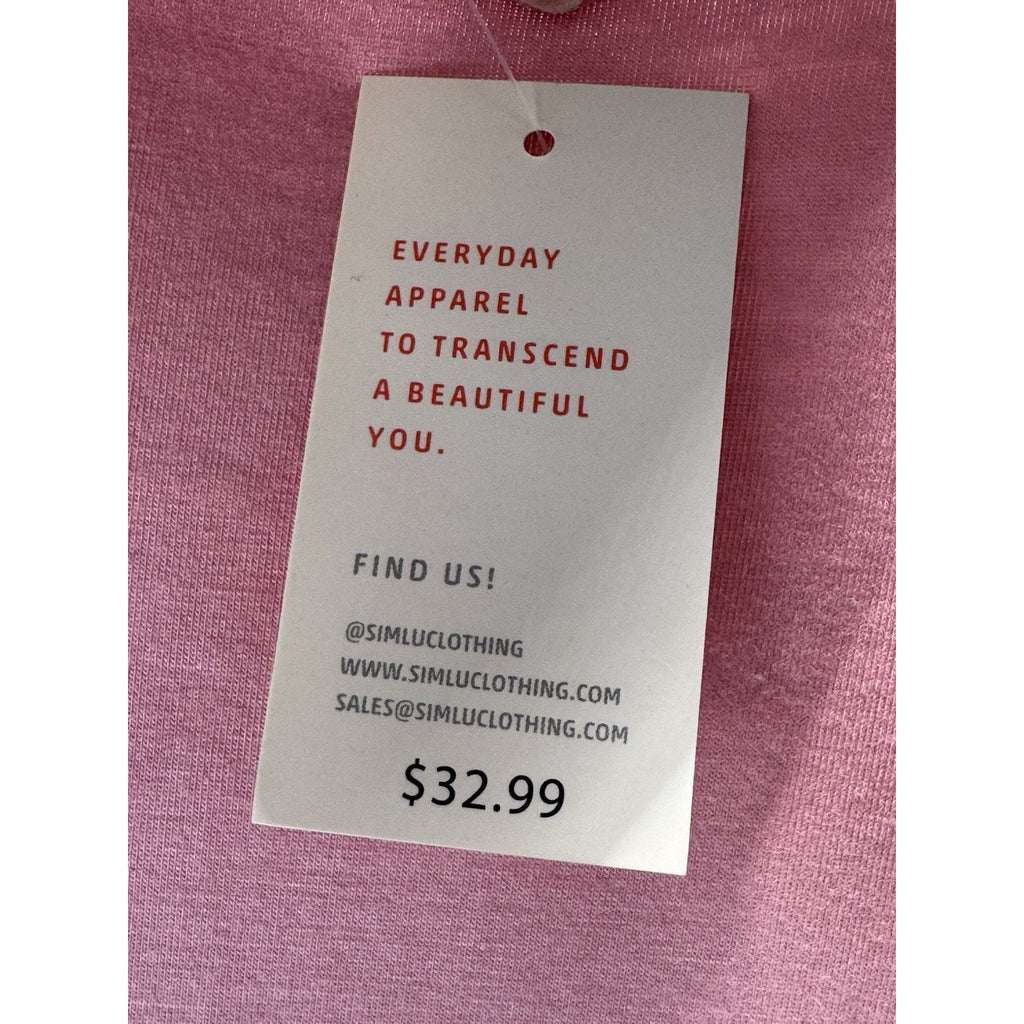 EVERYDAY
APPAREL
TO TRANSCEND
A BEAUTIFUL
YOU.
FIND US!
@SIMLUCLOTHING
WWW.SIMLUCLOTHING.COM
SALES@SIMLUCLOTHING.COM
$32.99